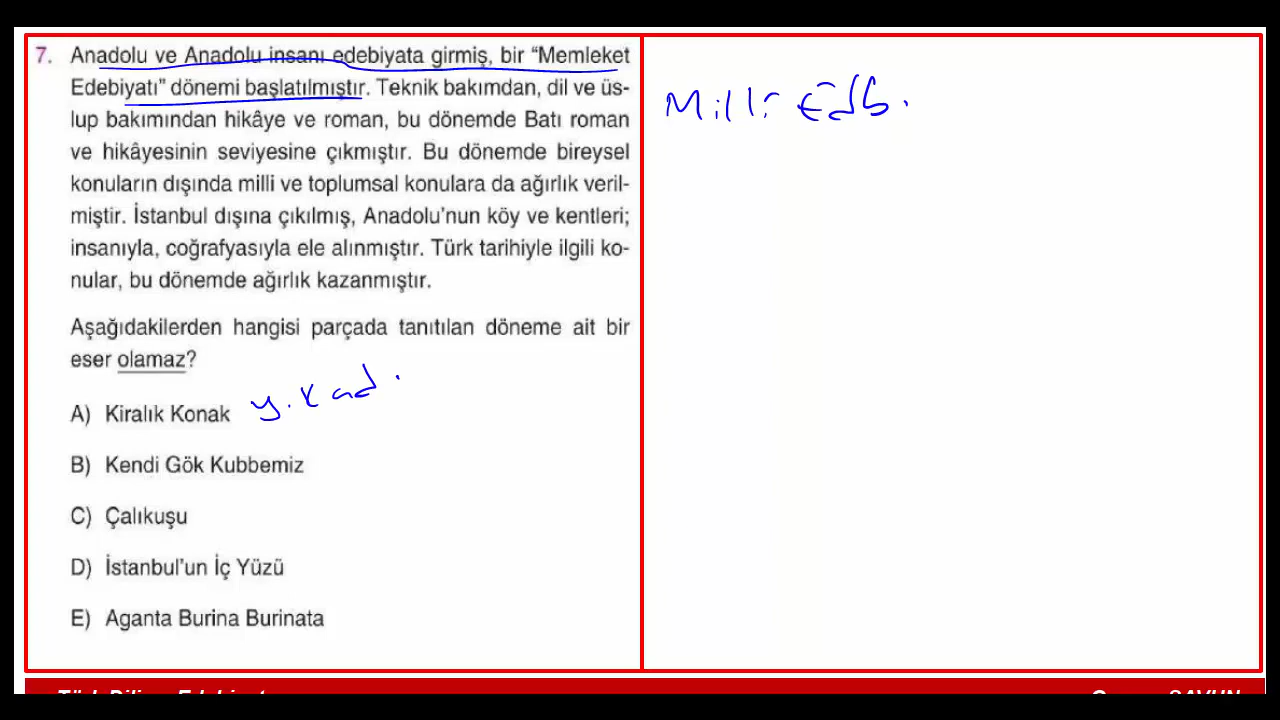 7. Anadolu ve Anadolu insanı edebiyata girmiş, bir “Memleket
Edebiyatı” dönemi başlatılmıştır. Teknik bakımdan, dil ve üs-
lup bakımından hikâye ve roman, bu dönemde Batı roman
ve hikâyesinin seviyesine çıkmıştır. Bu dönemde bireysel
konuların dışında milli ve toplumsal konulara da ağırlık veril-
miştir. İstanbul dışına çıkılmış, Anadolu'nun köy ve kentleri;
insanıyla, coğrafyasıyla ele alınmıştır. Türk tarihiyle ilgili ko-
nular, bu dönemde ağırlık kazanmıştır.
Aşağıdakilerden hangisi parçada tanıtılan döneme ait bir
eser olamaz?
A) Kiralık Konak y. Kad.
B) Kendi Gök Kubbemiz
C) Çalıkuşu
D) İstanbul'un İç Yüzü
E) Aganta Burina Burinata
Milli Edb.